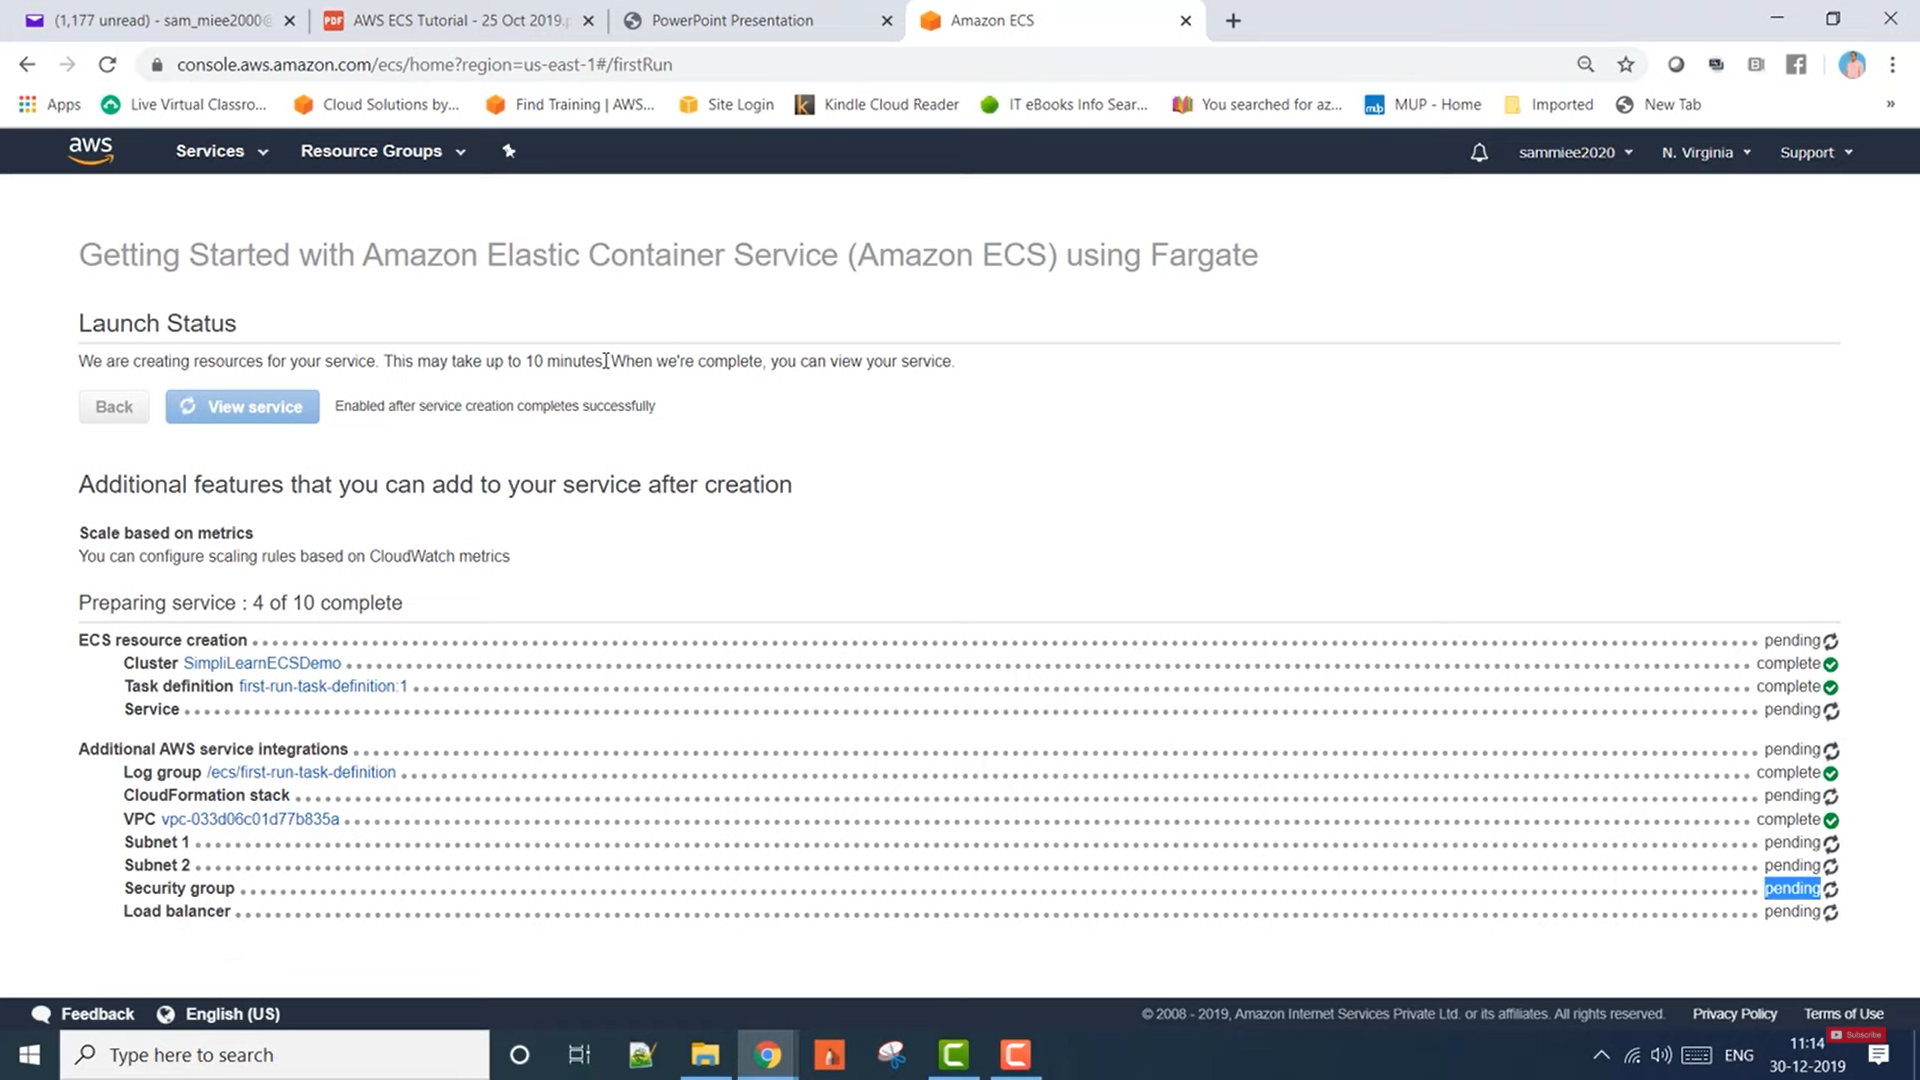 (1,177 unread) - sam_miee2000@
PDF AWS ECS Tutorial - 25 Oct 2019.p
PowerPoint Presentation
Amazon ECS
console.aws.amazon.com/ecs/home?region=us-east-1#/firstRun
Apps
Live Virtual Classro...
Cloud Solutions by...
Find Training | AWS...
Site Login
Kindle Cloud Reader
IT eBooks Info Sear...
You searched for az...
mb MUP - Home
Imported
New Tab
»
aws
Services
Resource Groups
sammiee2020
N. Virginia
Support
Getting Started with Amazon Elastic Container Service (Amazon ECS) using Fargate
Launch Status
We are creating resources for your service. This may take up to 10 minutes. When we're complete, you can view your service.
Back
View service
Enabled after service creation completes successfully
Additional features that you can add to your service after creation
Scale based on metrics
You can configure scaling rules based on CloudWatch metrics
Preparing service : 4 of 10 complete
ECS resource creation pending
Cluster SimpliLearnECSDemo complete
Task definition first-run-task-definition:1 complete
Service pending
Additional AWS service integrations pending
Log group /ecs/first-run-task-definition complete
CloudFormation stack pending
VPC vpc-033d06c01d77b835a complete
Subnet 1 pending
Subnet 2 pending
Security group pending
Load balancer pending
Feedback
English (US)
© 2008 - 2019, Amazon Internet Services Private Ltd. or its affiliates. All rights reserved.
Privacy Policy
Terms of Use
Subscribe
Type here to search
ENG
11:14
30-12-2019